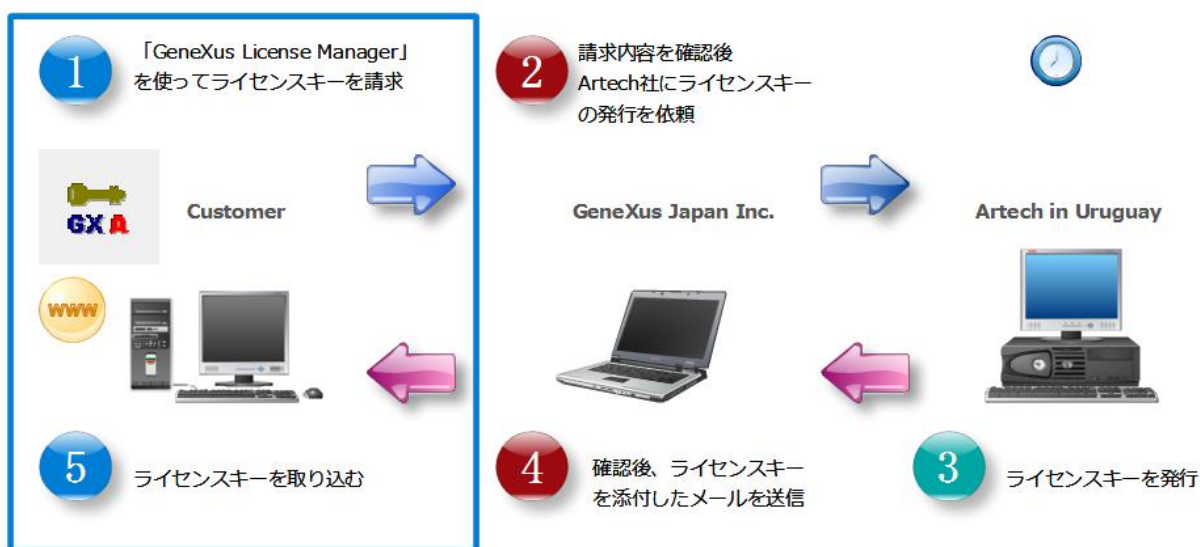 1
「GeneXus License Manager」
を使ってライセンスキーを請求
2
請求内容を確認後
Artech社にライセンスキー
の発行を依頼
GX A
Customer
GeneXus Japan Inc.
Artech in Uruguay
www
5
ライセンスキーを取り込む
4
確認後、ライセンスキー
を添付したメールを送信
3
ライセンスキーを発行